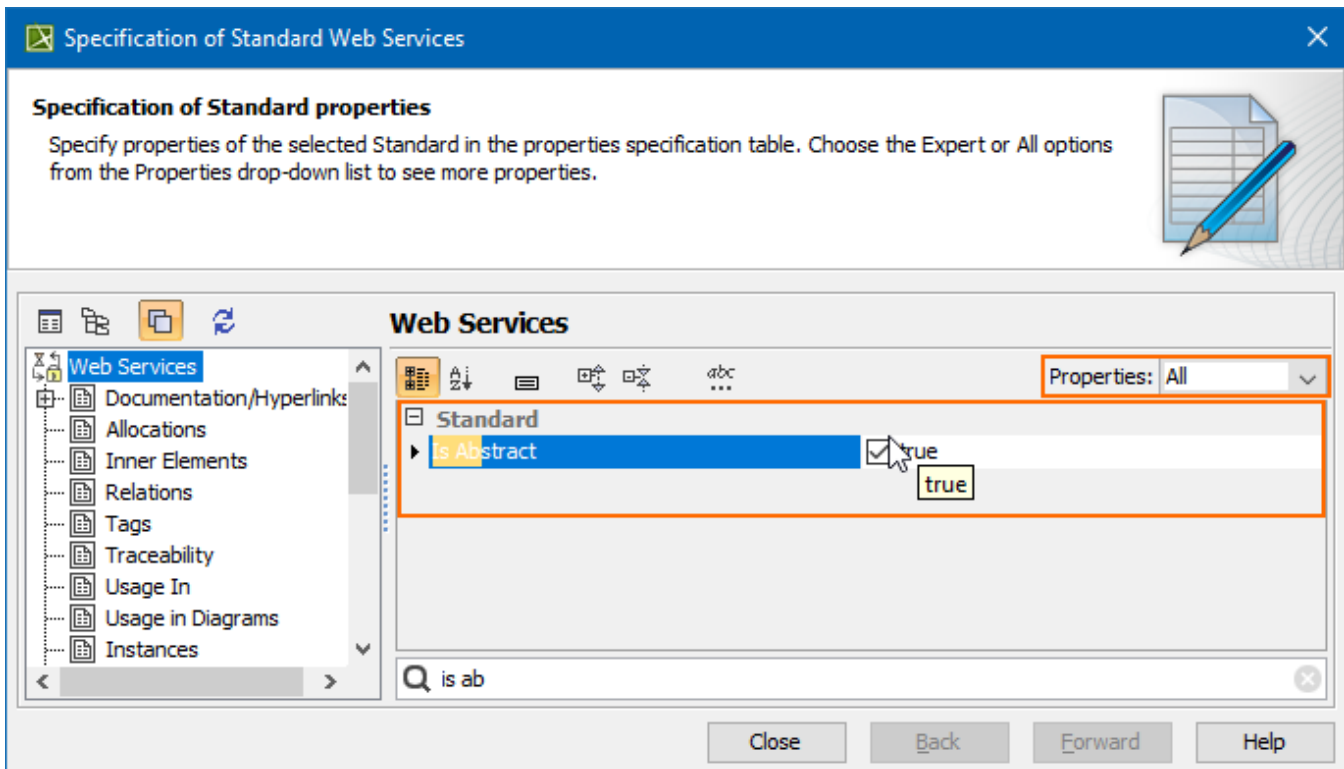 Specification of Standard Web Services
Specification of Standard properties
Specify properties of the selected Standard in the properties specification table. Choose the Expert or All options
from the Properties drop-down list to see more properties.
Web Services
Web Services
Documentation/Hyperlinks
Allocations
Inner Elements
Relations
Tags
Traceability
Usage In
Usage in Diagrams
Instances
Properties: All
Standard
Is Abstract
true
true
is ab
Close
Back
Forward
Help